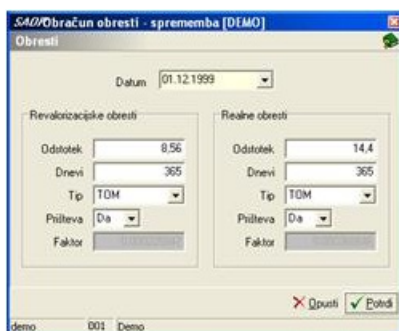 SAOP Obračun obresti - sprememba [DEMO]
Obresti
Datum 01.12.1999
Revalorizacijske obresti
Realne obresti
Odstotek 8,56
Odstotek 14,4
Dnevi 365
Dnevi 365
Tip TOM
Tip TOM
Prišteva Da
Prišteva Da
Faktor
Faktor
Opusti Potrdi
demo 001 Demo